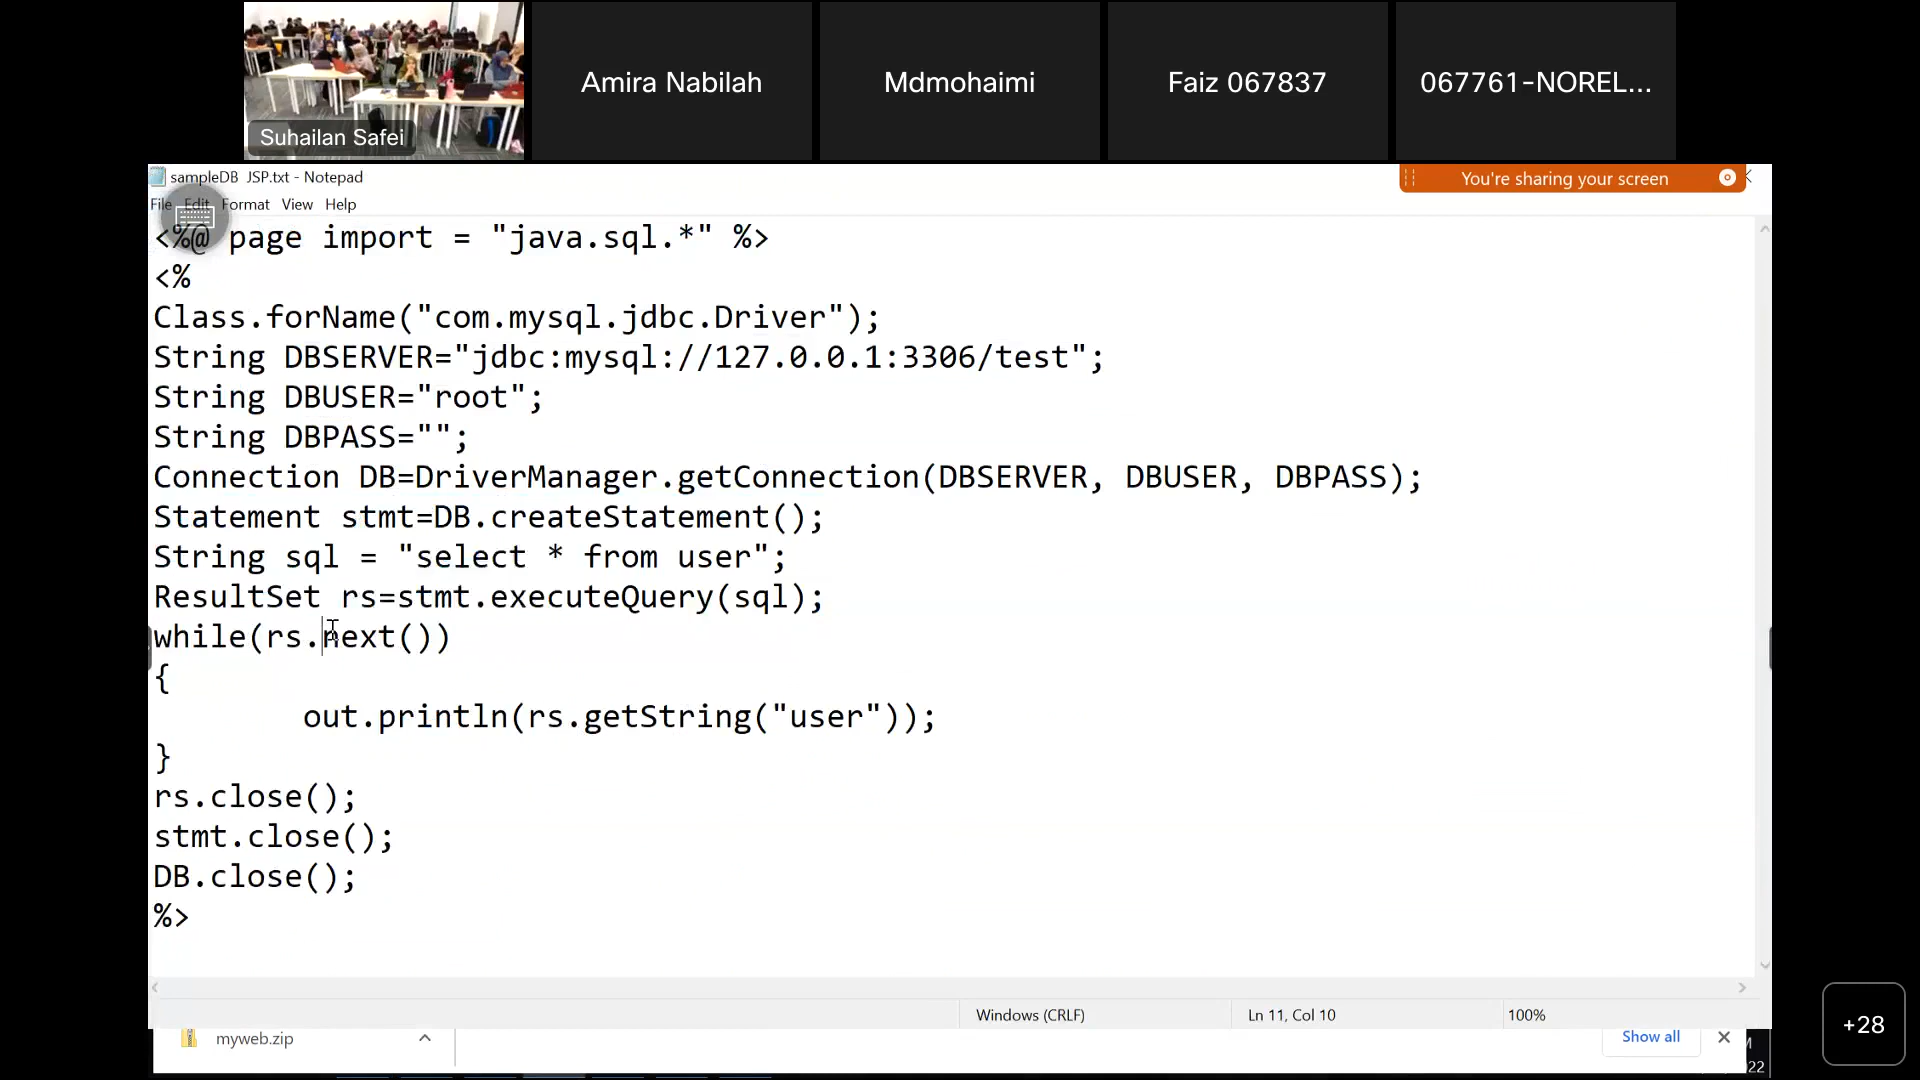 Suhailan Safei
Amira Nabilah
Mdmohaimi
Faiz 067837
067761-NOREL...
sampleDB JSP.txt - Notepad
You're sharing your screen
File Edit Format View Help
<%@ page import = "java.sql.*" %>
<%
Class.forName("com.mysql.jdbc.Driver");
String DBSERVER="jdbc:mysql://127.0.0.1:3306/test";
String DBUSER="root";
String DBPASS="";
Connection DB=DriverManager.getConnection(DBSERVER, DBUSER, DBPASS);
Statement stmt=DB.createStatement();
String sql = "select * from user";
ResultSet rs=stmt.executeQuery(sql);
while(rs.next())
{
out.println(rs.getString("user"));
}
rs.close();
stmt.close();
DB.close();
%>
Windows (CRLF)
Ln 11, Col 10
100%
myweb.zip
Show all
+28